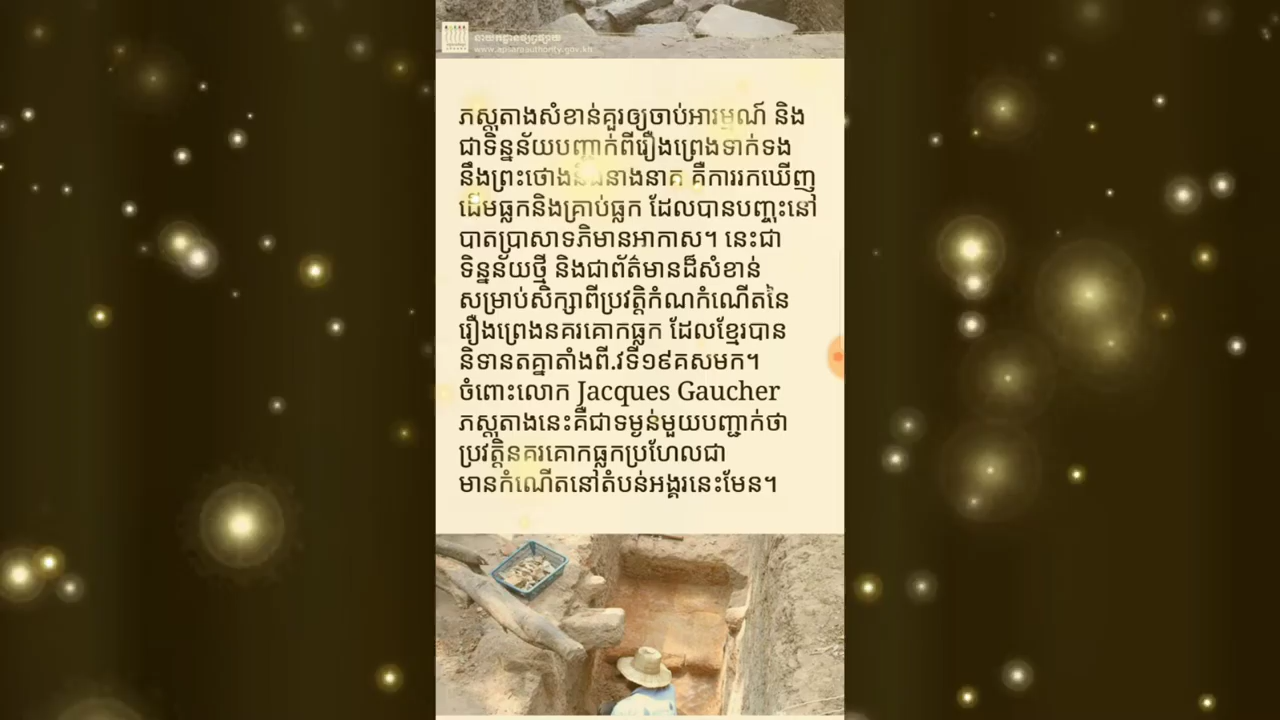 www.apsaraauthority.gov.kh
ភស្តុតាងសំខាន់គួរឲ្យចាប់អារម្មណ៍ និង
ជាទិន្នន័យបញ្ជាក់ពីរឿងព្រេងទាក់ទង
នឹងព្រះថោងនិងនាងនាគ គឺការរកឃើញ
ដើមធ្លកនិងគ្រាប់ធ្លក ដែលបានបញ្ចុះនៅ
បាតប្រាសាទភិមានអាកាស។ នេះជា
ទិន្នន័យថ្មី និងជាព័ត៌មានដ៏សំខាន់
សម្រាប់សិក្សាពីប្រវត្តិកំណកំណើតនៃ
រឿងព្រេងនគរគោកធ្លក ដែលខ្មែរបាន
និទានតគ្នាតាំងពី.វទី១៩គសមក។
ចំពោះលោក Jacques Gaucher
ភស្តុតាងនេះគឺជាទម្ងន់មួយបញ្ជាក់ថា
ប្រវត្តិនគរគោកធ្លកប្រហែលជា
មានកំណើតនៅតំបន់អង្គរនេះមែន។